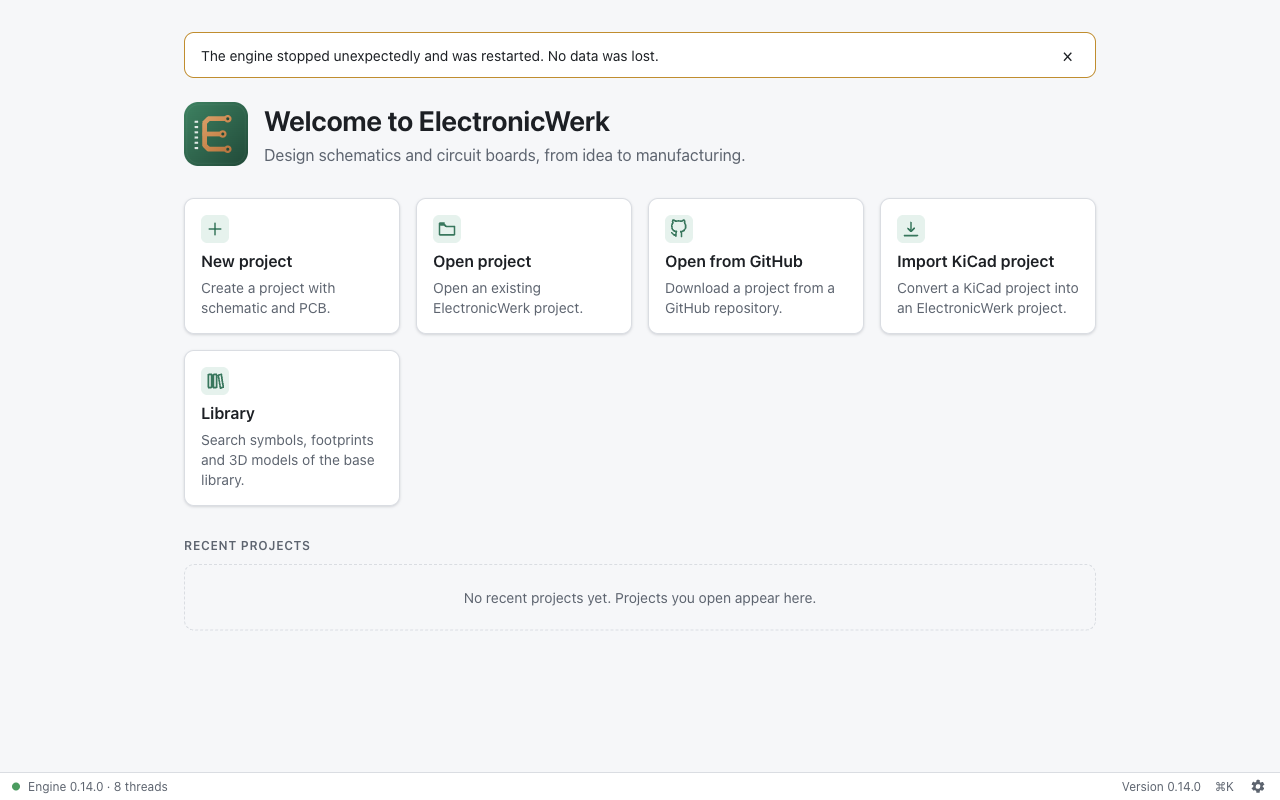 The engine stopped unexpectedly and was restarted. No data was lost.
Welcome to ElectronicWerk
Design schematics and circuit boards, from idea to manufacturing.
New project
Create a project with
schematic and PCB.
Open project
Open an existing
ElectronicWerk project.
Open from GitHub
Download a project from a
GitHub repository.
Import KiCad project
Convert a KiCad project into
an ElectronicWerk project.
Library
Search symbols, footprints
and 3D models of the base
library.
RECENT PROJECTS
No recent projects yet. Projects you open appear here.
Engine 0.14.0 · 8 threads
Version 0.14.0 ⌘K